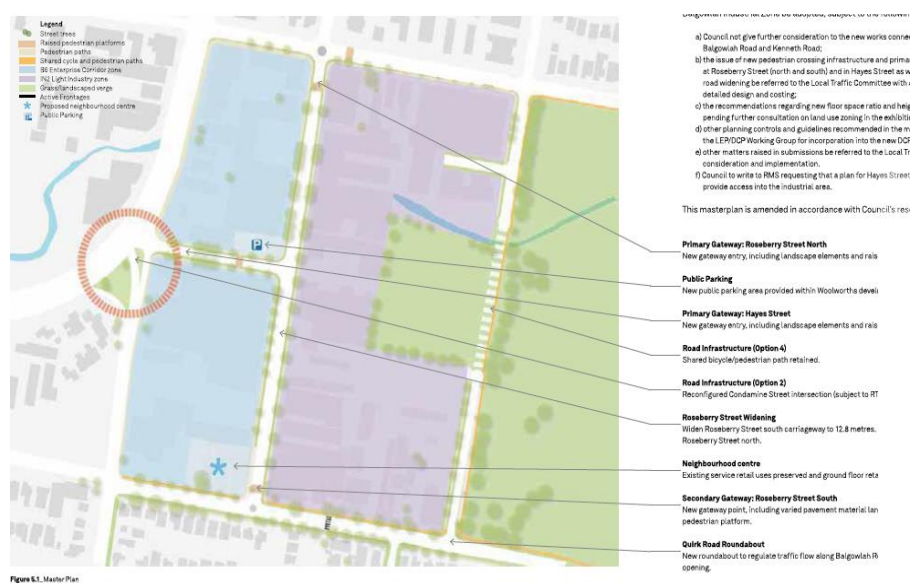 Legend
Street trees
Raised pedestrian platforms
Pedestrian paths
Shared cycle and pedestrian paths
B6 Enterprise Corridor zone
IN2 Light Industry zone
Grass/landscaped verge
Active Frontages
Proposed neighbourhood centre
Public Parking
P
Figure 5.1_Master Plan
a) Council not give further consideration to the new works conne
Balgowlah Road and Kenneth Road;
b) the issue of new pedestrian crossing infrastructure and primar
at Roseberry Street (north and south) and in Hayes Street as w
road widening be referred to the Local Traffic Committee with
detailed design and costing;
c) the recommendations regarding new floor space ratio and heig
pending further consultation on land use zoning in the exhibiti
d) other planning controls and guidelines recommended in the m
the LEP/DCP Working Group for incorporation into the new DCP
e) other matters raised in submissions be referred to the Local Tr
consideration and implementation.
f) Council to write to RMS requesting that a plan for Hayes Street
provide access into the industrial area.
This masterplan is amended in accordance with Council's res
Primary Gateway: Roseberry Street North
New gateway entry, including landscape elements and rais
Public Parking
New public parking area provided within Woolworths devel
Primary Gateway: Hayes Street
New gateway entry, including landscape elements and rais
Road Infrastructure (Option 4)
Shared bicycle/pedestrian path retained.
Road Infrastructure (Option 2)
Reconfigured Condamine Street intersection (subject to RT
Roseberry Street Widening
Widen Roseberry Street south carriageway to 12.8 metres,
Roseberry Street north.
Neighbourhood centre
Existing service retail uses preserved and ground floor reta
Secondary Gateway: Roseberry Street South
New gateway point, including varied pavement material lan
pedestrian platform.
Quirk Road Roundabout
New roundabout to regulate traffic flow along Balgowlah R
opening.